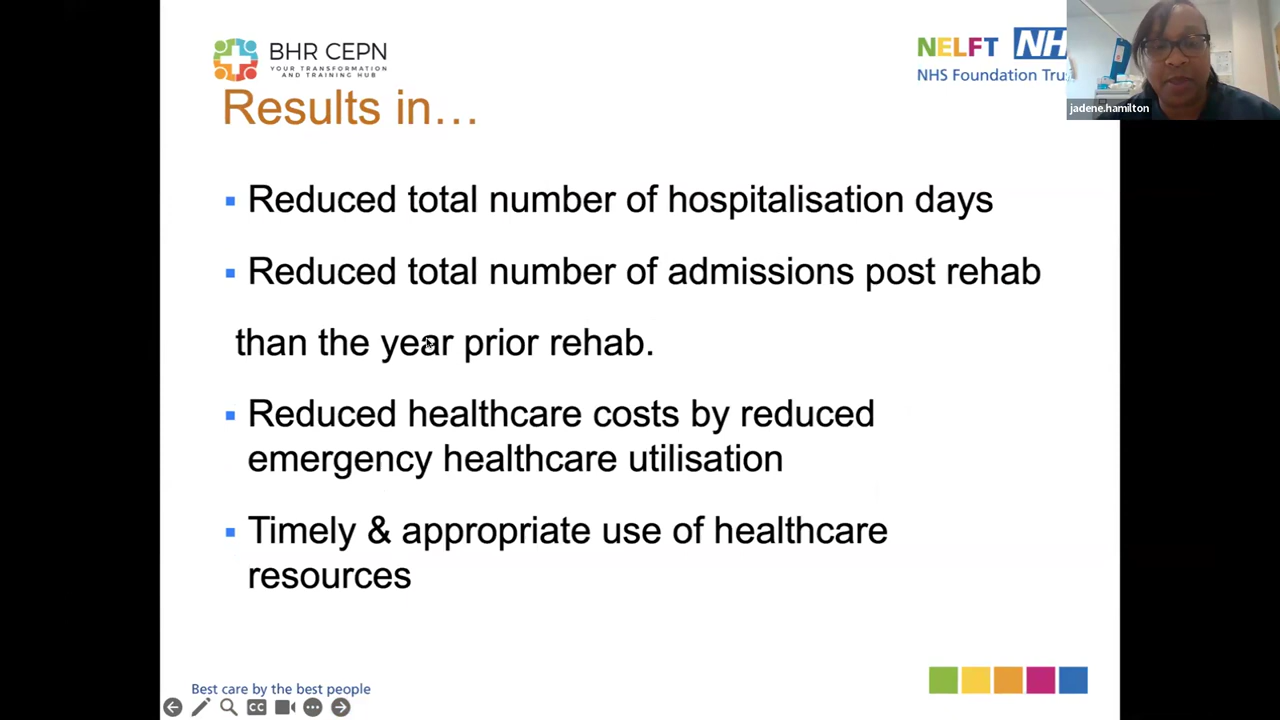 BHR CEPN
YOUR TRANSFORMATION
AND TRAINING HUB
NELFT NH
NHS Foundation Tru
jadene.hamilton
Results in…
▪ Reduced total number of hospitalisation days
▪ Reduced total number of admissions post rehab
than the year prior rehab.
▪ Reduced healthcare costs by reduced
emergency healthcare utilisation
▪ Timely & appropriate use of healthcare
resources
Best care by the best people
CC